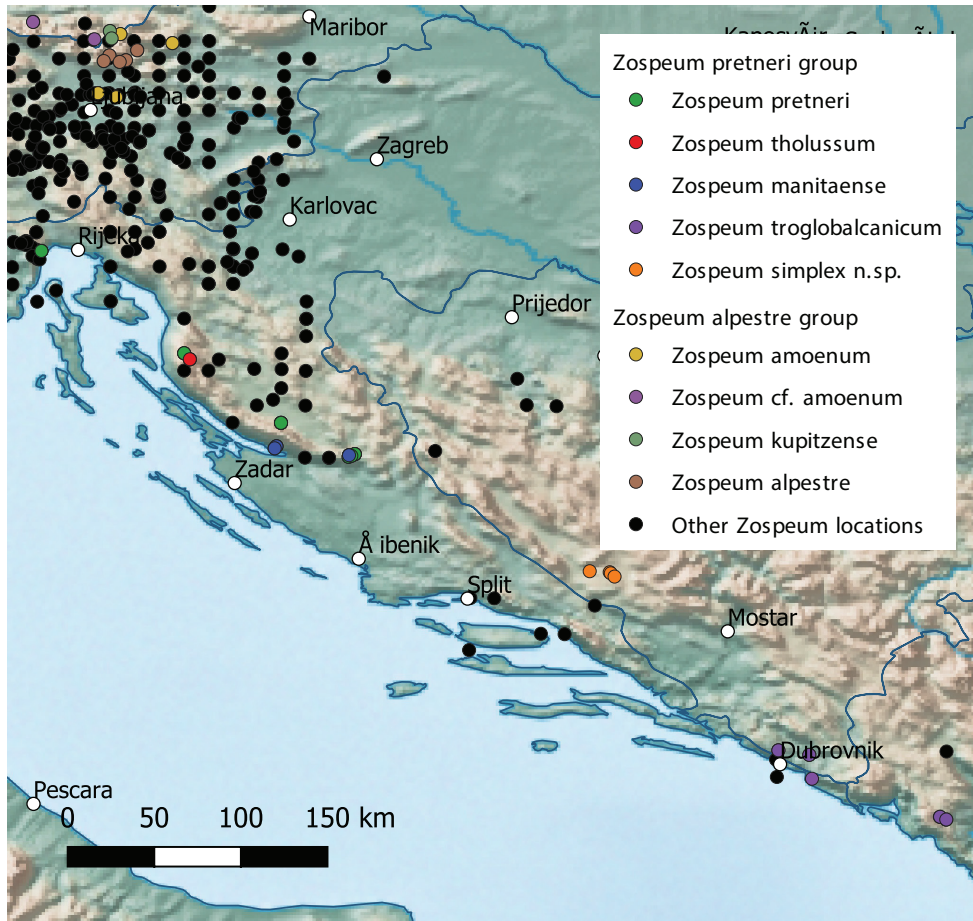 Maribor
Ljubljana
Zagreb
Karlovac
Rijeka
Prijedor
Zadar
Å ibenik
Split
Mostar
Dubrovnik
Pescara
0 50 100 150 km
Zospeum pretneri group
Zospeum pretneri
Zospeum tholussum
Zospeum manitaense
Zospeum troglobalcanicum
Zospeum simplex n.sp.
Zospeum alpestre group
Zospeum amoenum
Zospeum cf. amoenum
Zospeum kupitzense
Zospeum alpestre
Other Zospeum locations